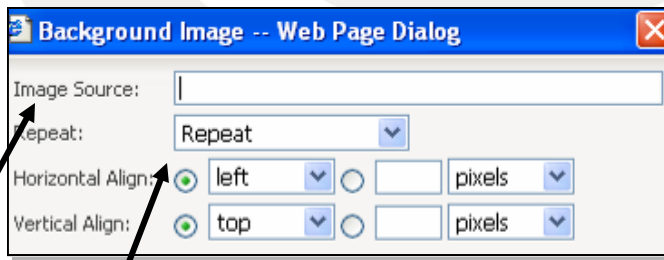 Background Image -- Web Page Dialog
Image Source:
Repeat: Repeat
Horizontal Align: left pixels
Vertical Align: top pixels